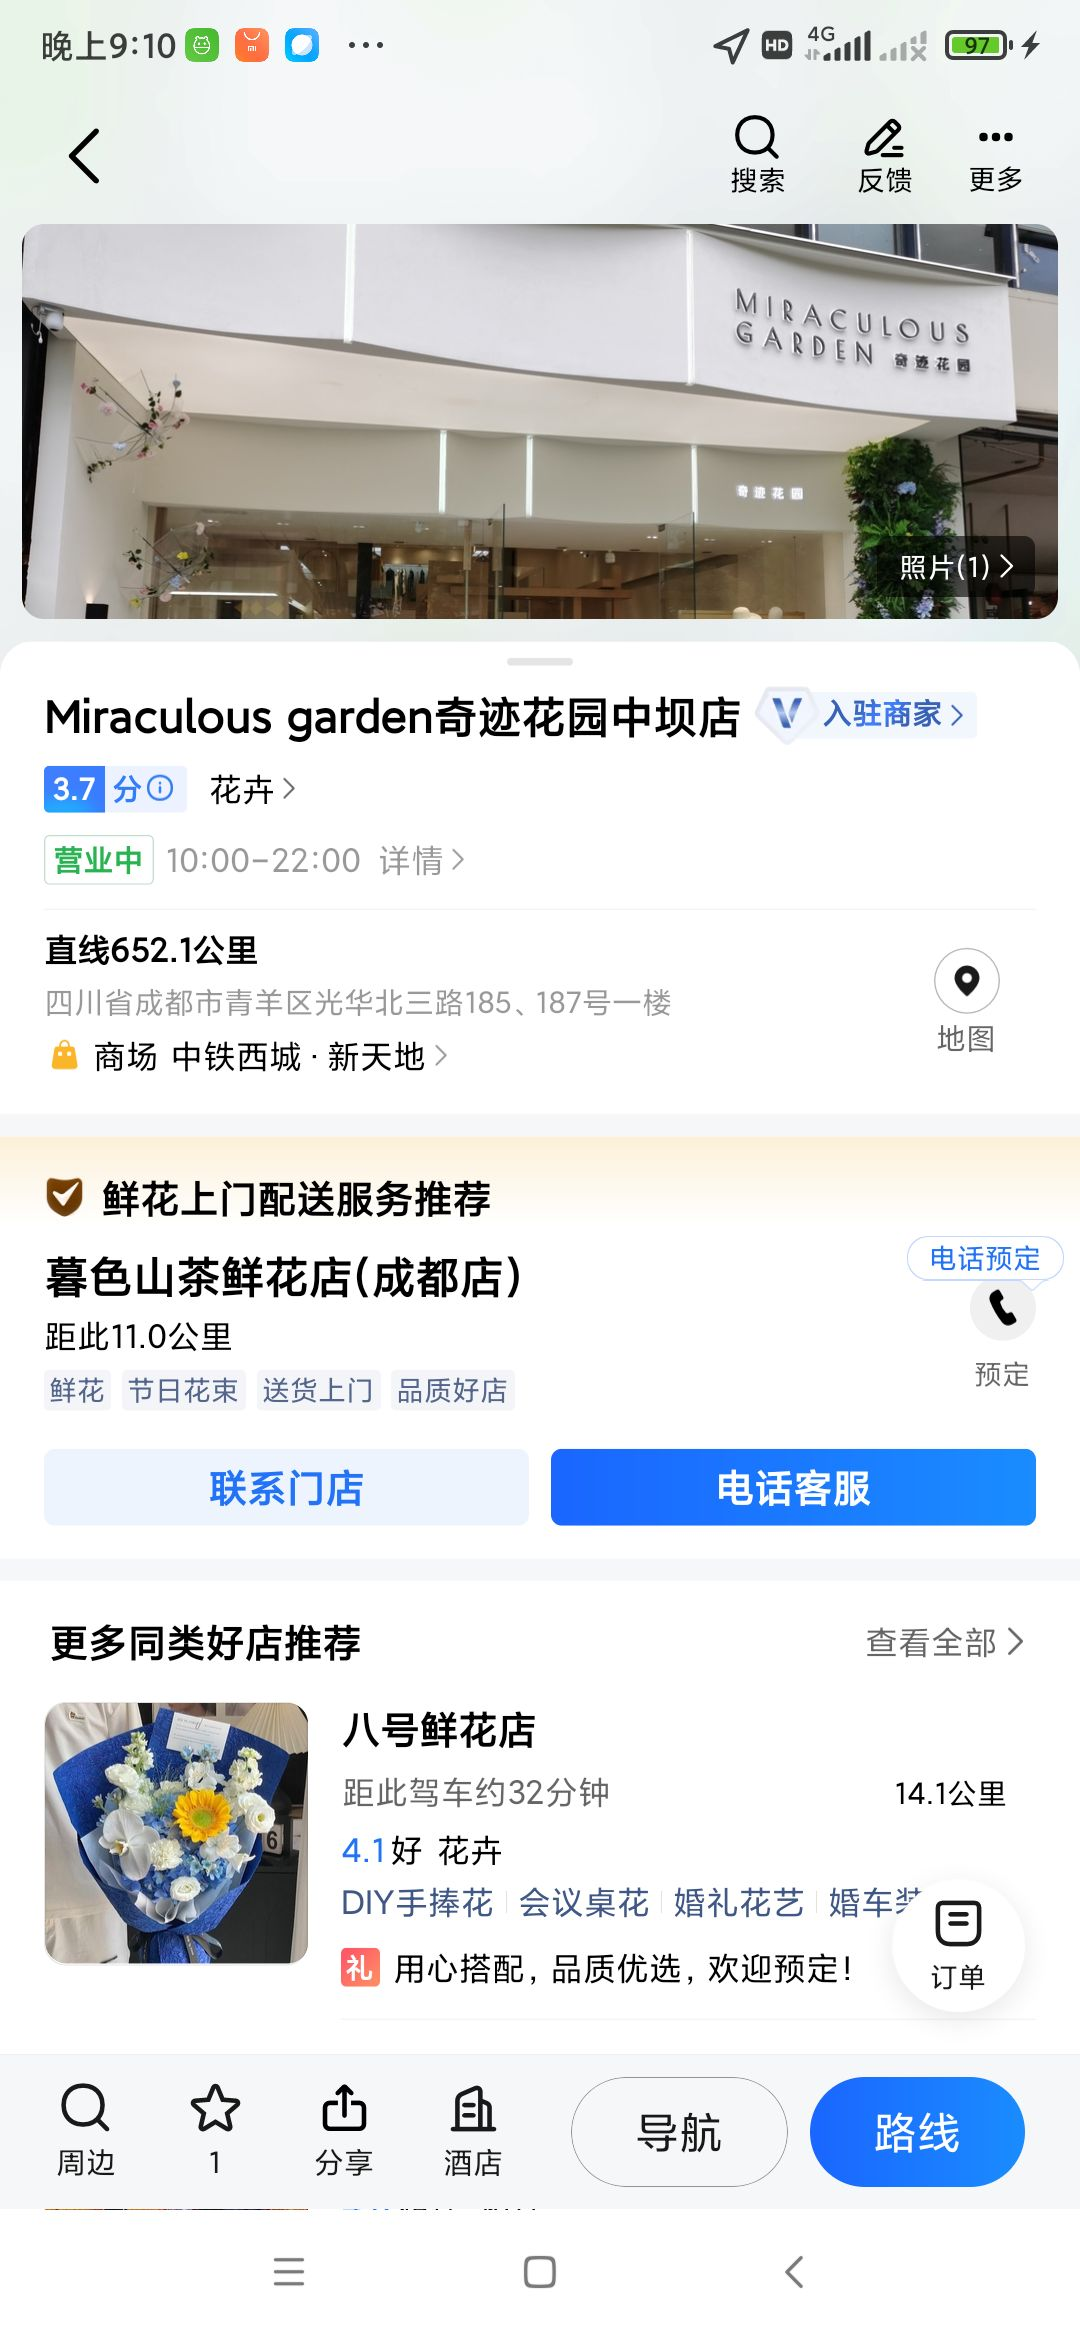 晚上9:10
HD 4G 97
搜索 反馈 更多
MIRACULOUS
GARDEN 奇迹花园
奇迹花园
照片(1)
Miraculous garden奇迹花园中坝店
入驻商家
3.7分 花卉
营业中 10:00-22:00 详情
直线652.1公里
四川省成都市青羊区光华北三路185、187号一楼
地图
商场 中铁西城·新天地
鲜花上门配送服务推荐
暮色山茶鲜花店(成都店)
电话预定
距此11.0公里
预定
鲜花 节日花束 送货上门 品质好店
联系门店 电话客服
更多同类好店推荐 查看全部
八号鲜花店
距此驾车约32分钟 14.1公里
4.1好 花卉
DIY手捧花 会议桌花 婚礼花艺 婚车装
礼 用心搭配，品质优选，欢迎预定！
6
订单
周边 1 分享 酒店 导航 路线